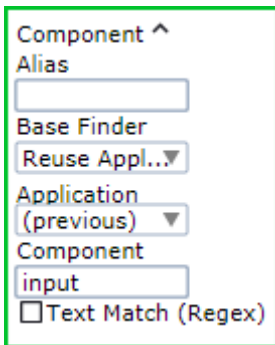 Component ^
Alias
Base Finder
Reuse Appl...
Application
(previous)
Component
input
Text Match (Regex)